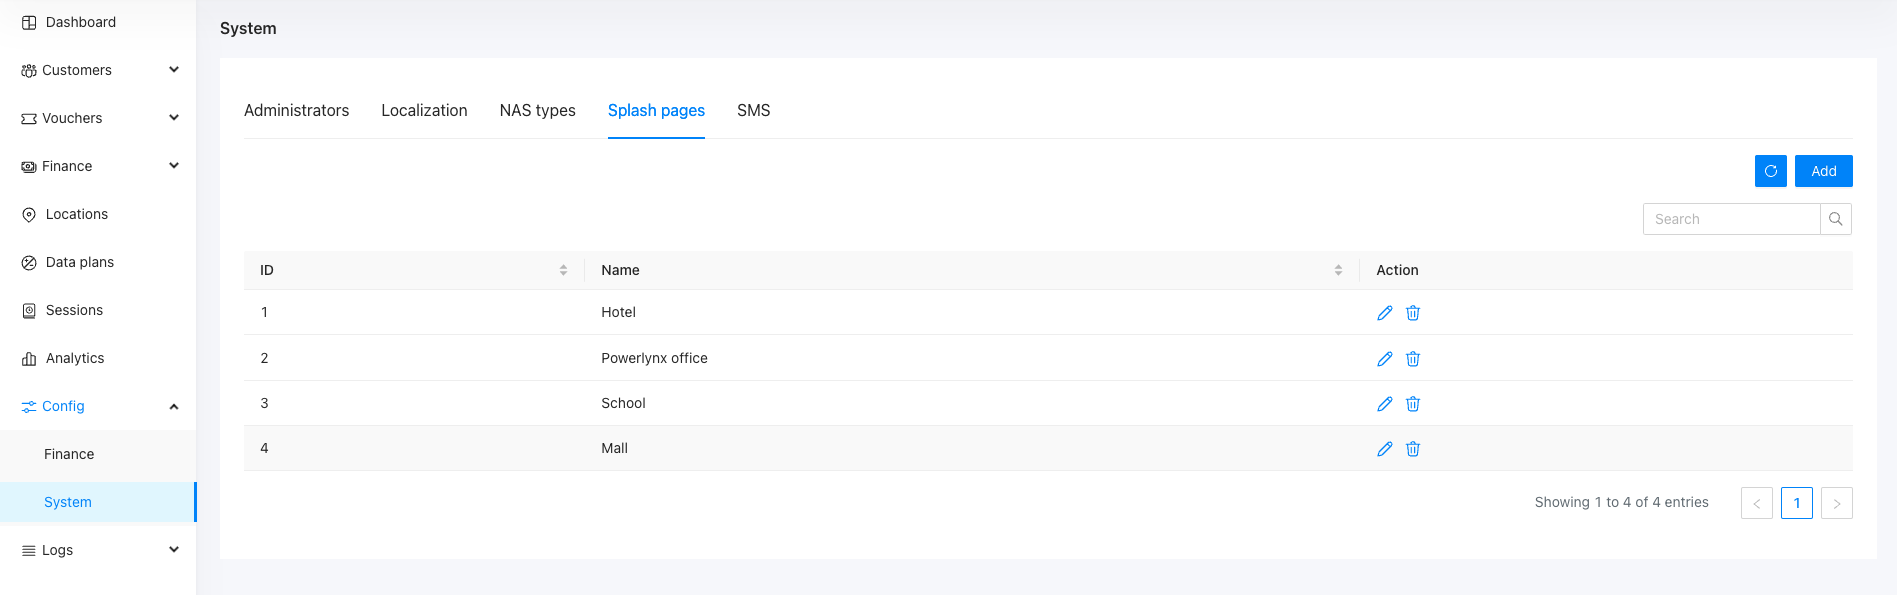 Dashboard
Customers
Vouchers
Finance
Locations
Data plans
Sessions
Analytics
Config
Finance
System
Logs
System
Administrators Localization NAS types Splash pages SMS
Add
Search
ID Name Action
1 Hotel
2 Powerlynx office
3 School
4 Mall
Showing 1 to 4 of 4 entries < 1 >